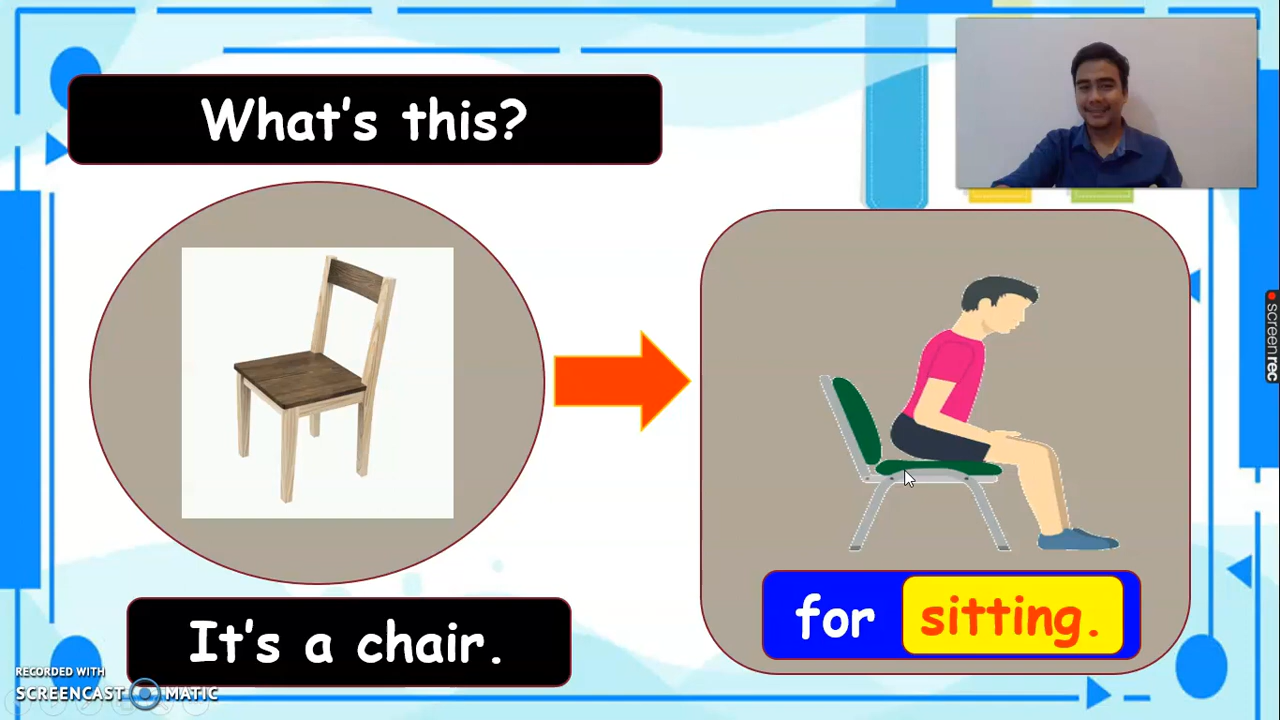 What's this?
It's a chair.
for sitting.
screenrec
RECORDED WITH
SCREENCAST MATIC